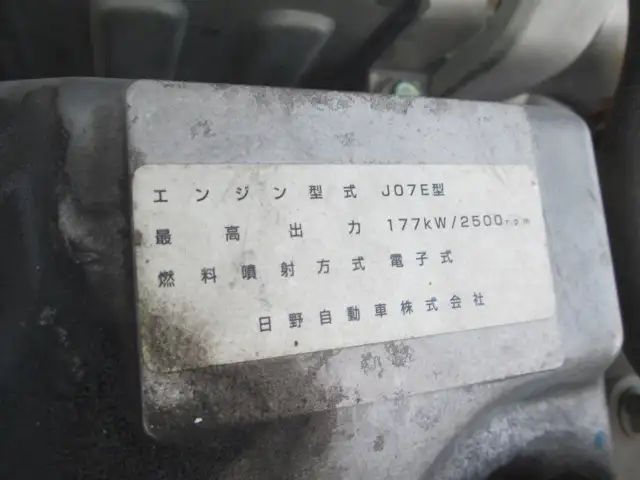 エンジン型式 J07E型
最高出力 177kW/2500rpm
燃料噴射方式 電子式
日野自動車株式会社